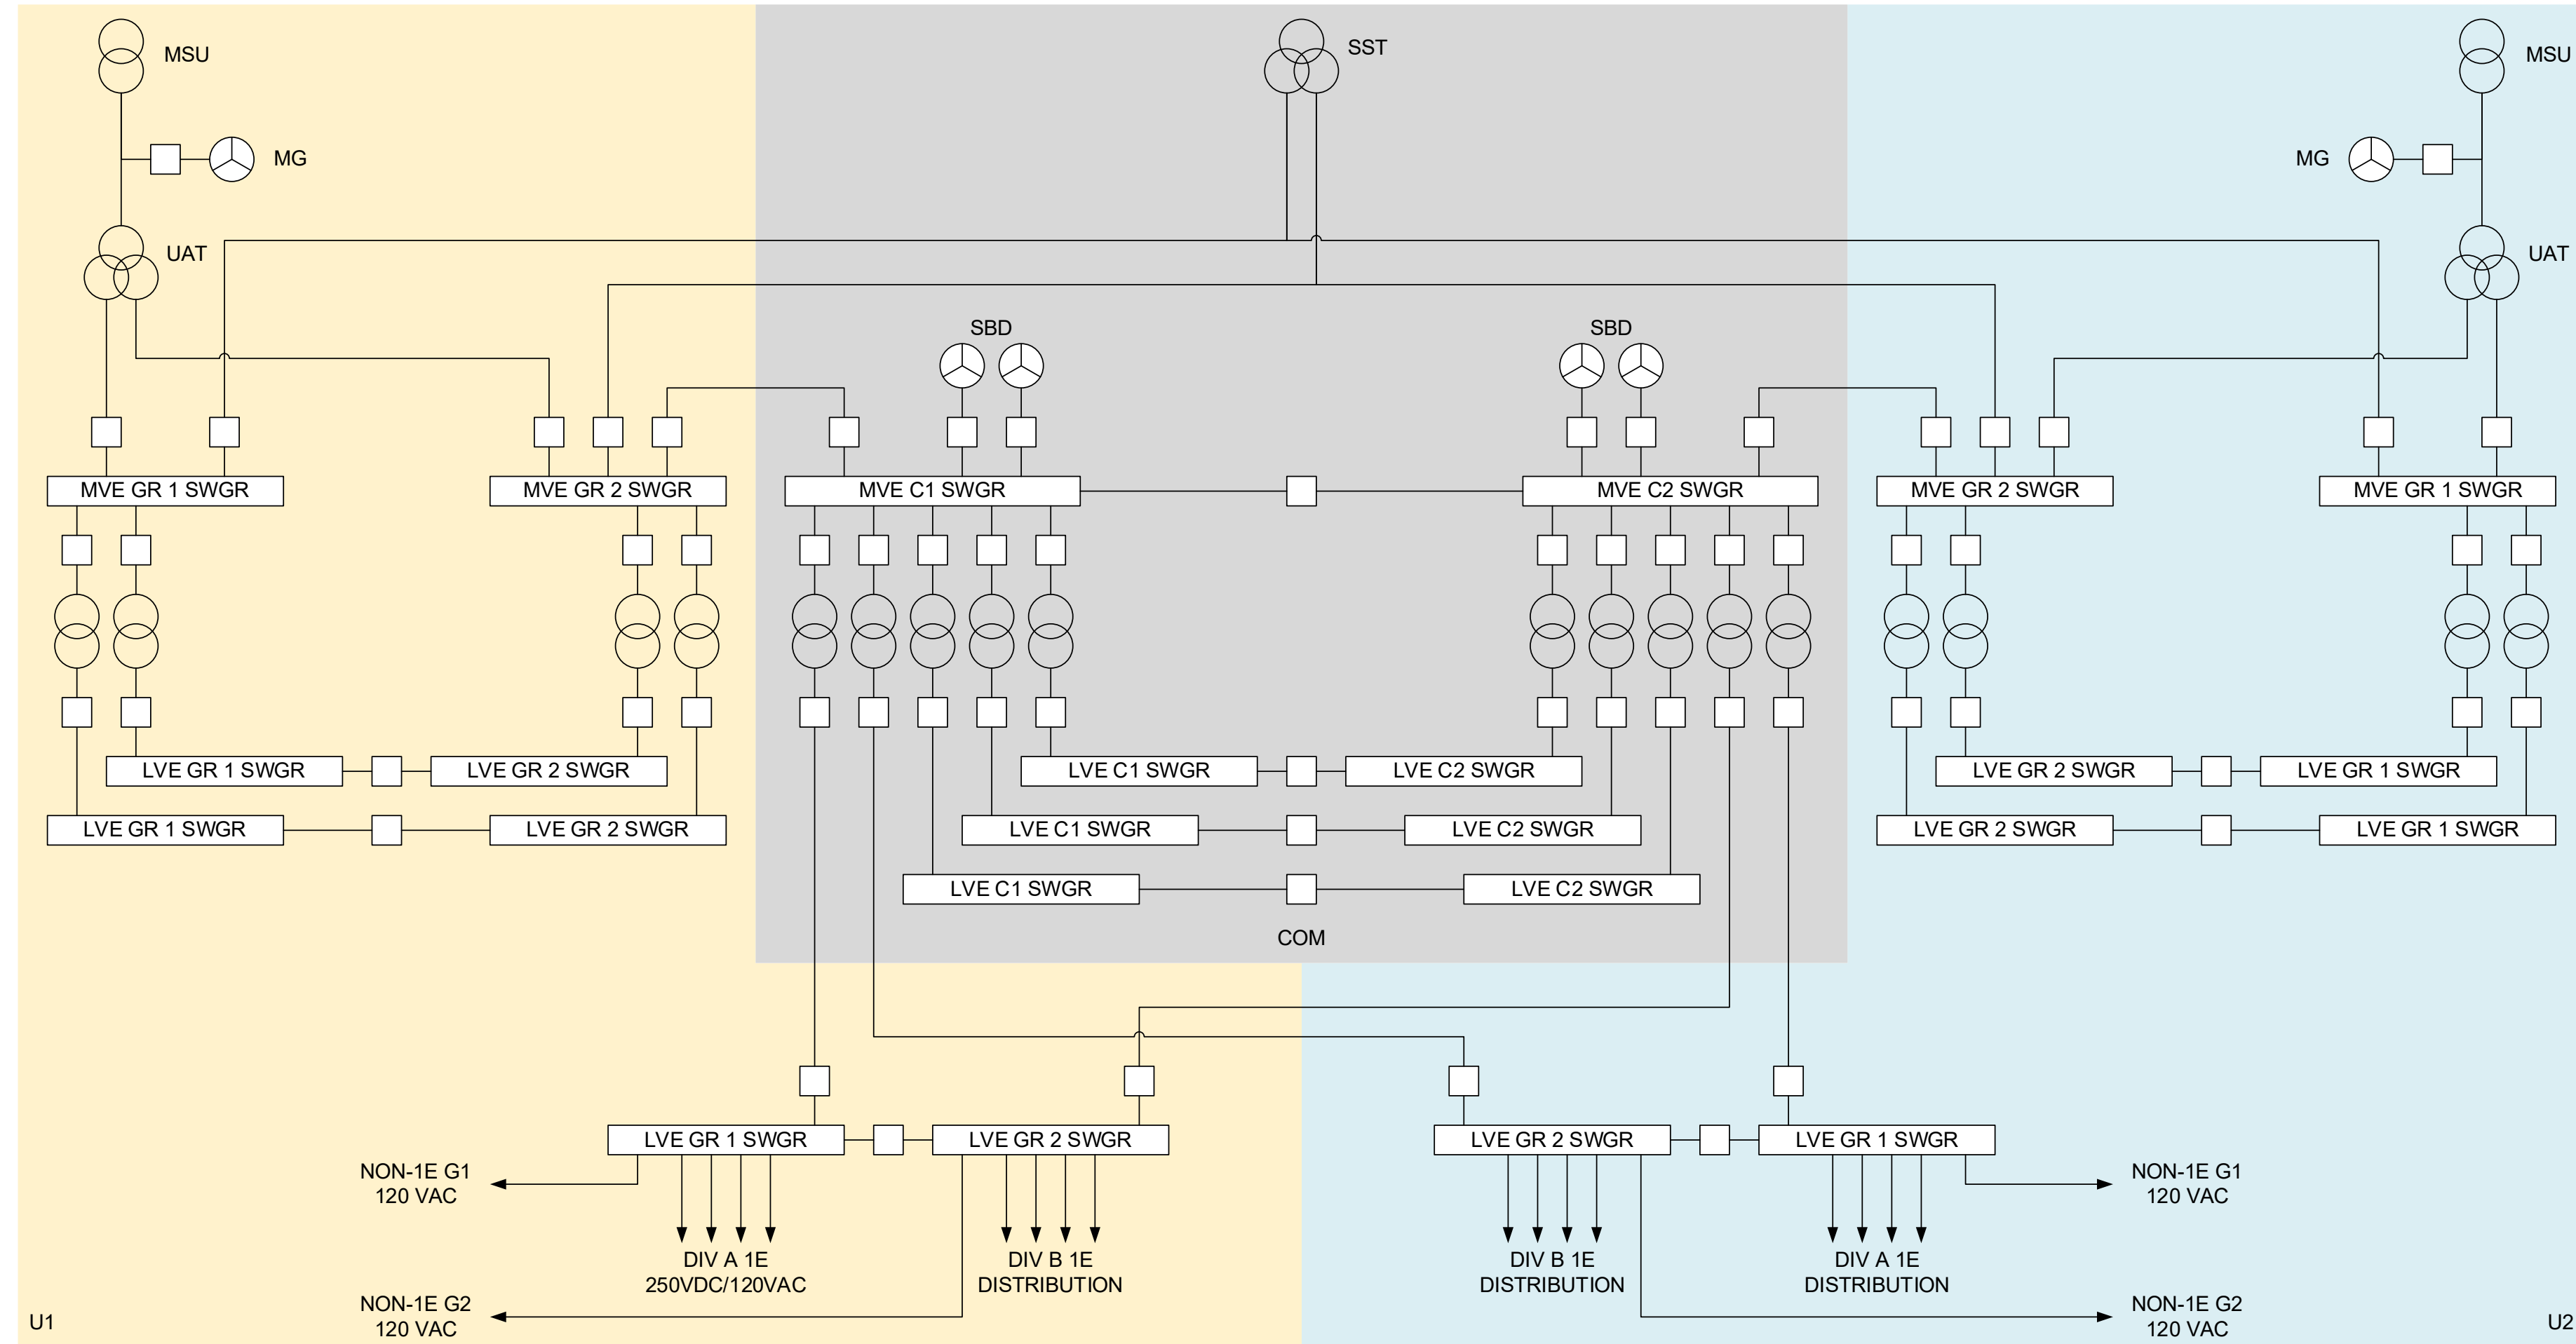 MSU
SST
MSU
MG
MG
UAT
UAT
SBD
SBD
MVE GR 1 SWGR
MVE GR 2 SWGR
MVE C1 SWGR
MVE C2 SWGR
MVE GR 2 SWGR
MVE GR 1 SWGR
LVE GR 1 SWGR
LVE GR 2 SWGR
LVE C1 SWGR
LVE C2 SWGR
LVE GR 2 SWGR
LVE GR 1 SWGR
LVE GR 1 SWGR
LVE GR 2 SWGR
LVE C1 SWGR
LVE C2 SWGR
LVE GR 2 SWGR
LVE GR 1 SWGR
LVE C1 SWGR
LVE C2 SWGR
COM
LVE GR 1 SWGR
LVE GR 2 SWGR
LVE GR 2 SWGR
LVE GR 1 SWGR
NON-1E G1
120 VAC
NON-1E G1
120 VAC
DIV A 1E
250VDC/120VAC
DIV B 1E
DISTRIBUTION
DIV B 1E
DISTRIBUTION
DIV A 1E
DISTRIBUTION
NON-1E G2
120 VAC
NON-1E G2
120 VAC
U1
U2